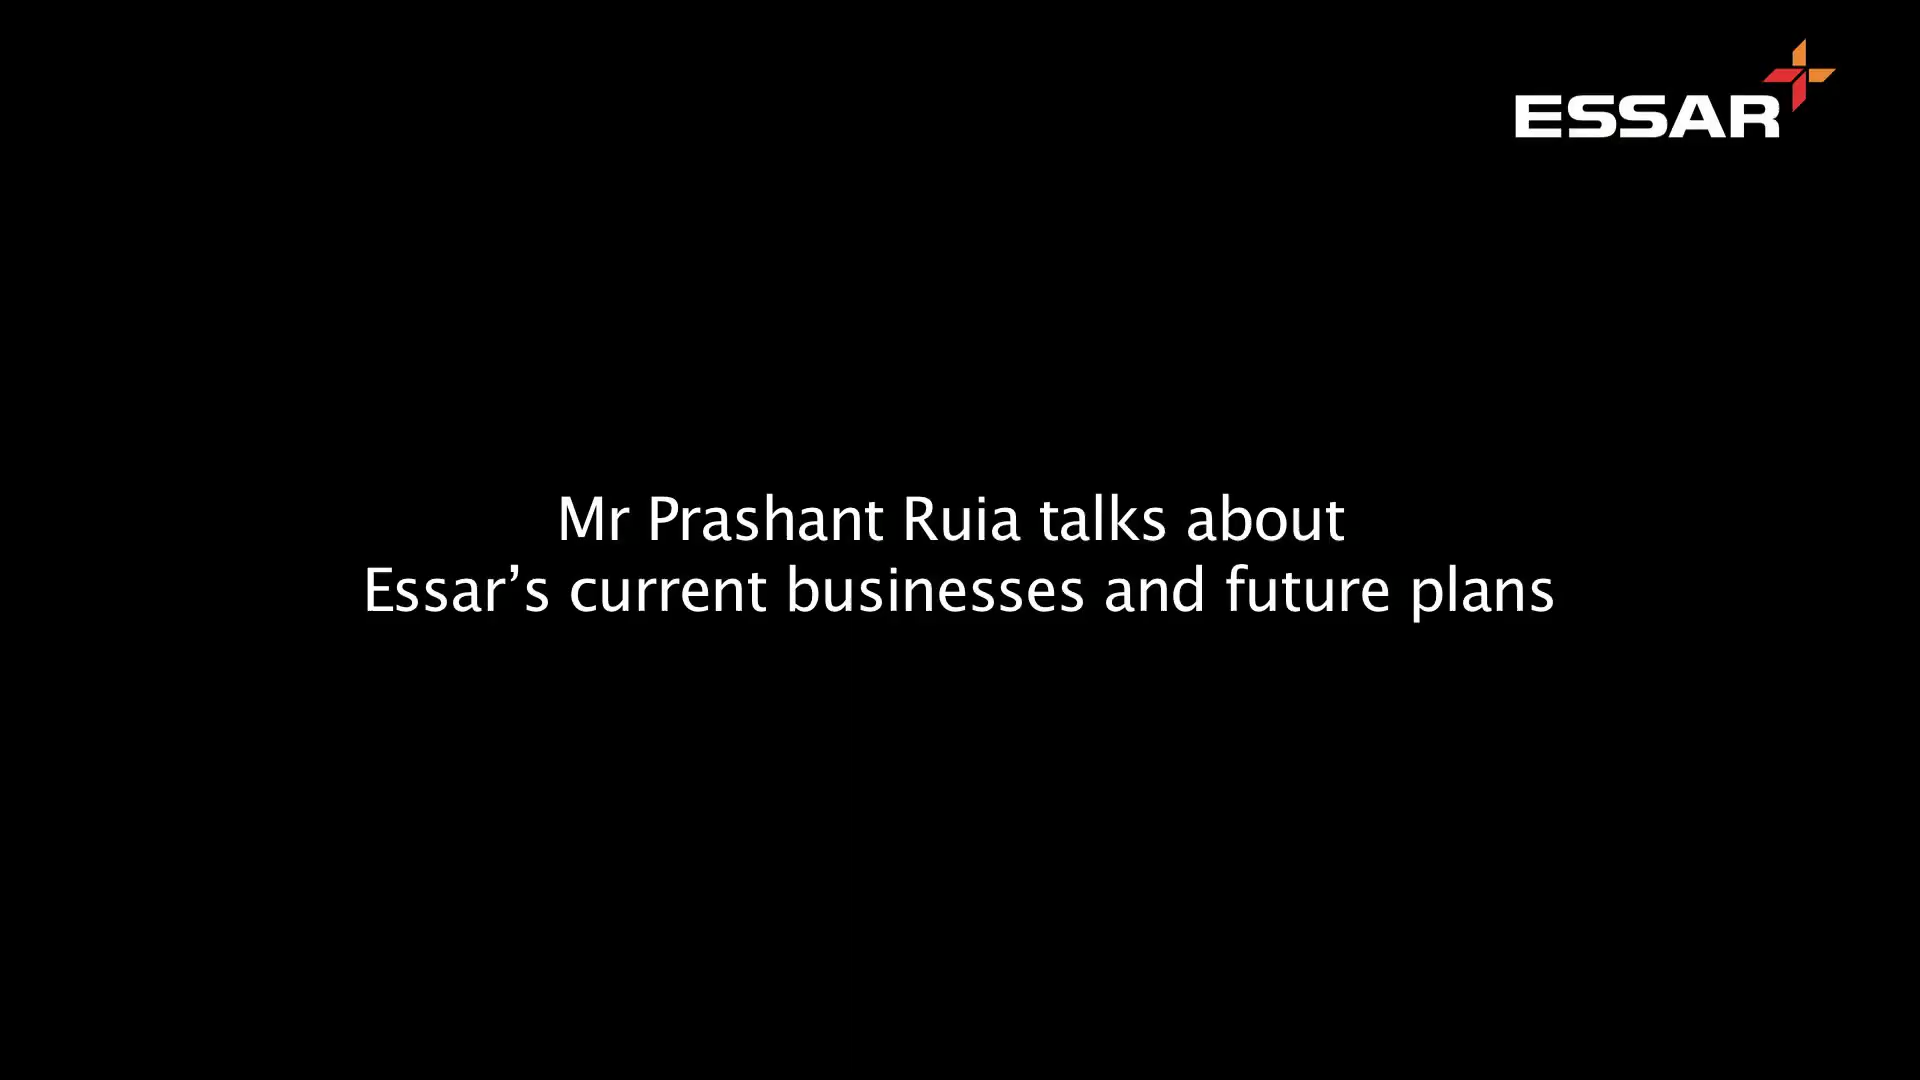 ESSAR
Mr Prashant Ruia talks about
Essar’s current businesses and future plans